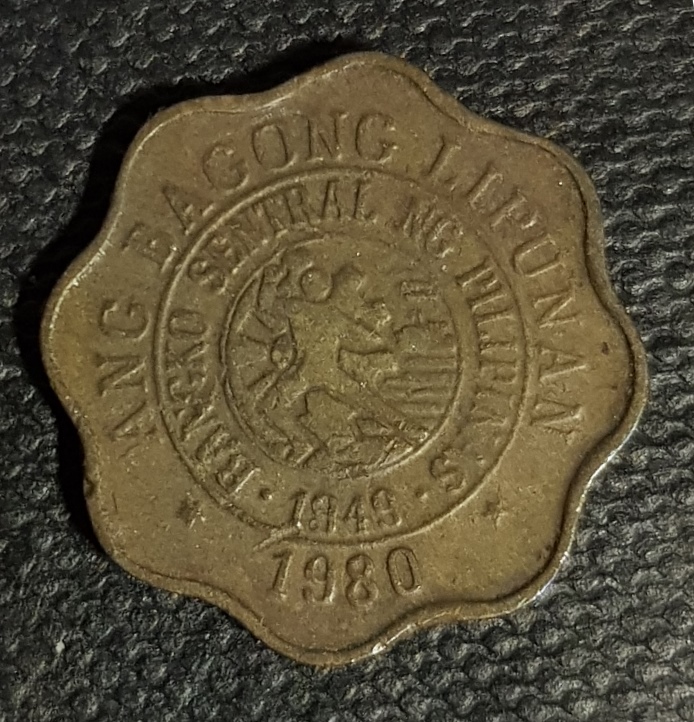 ANG BAGONG LIPUNAN
BANGKO SENTRAL NG PILIPINAS
1949
1980